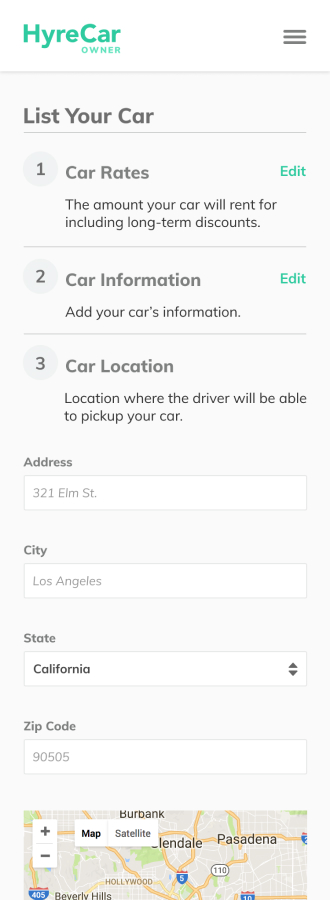 HyreCar
OWNER
List Your Car
1 Car Rates Edit
The amount your car will rent for
including long-term discounts.
2 Car Information Edit
Add your car’s information.
3 Car Location
Location where the driver will be able
to pickup your car.
Address
321 Elm St.
City
Los Angeles
State
California
Zip Code
90505
Burbank
+ Map Satellite
Glendale Pasadena
−
110
HOLLYWOOD
5
405 Beverly Hills
10